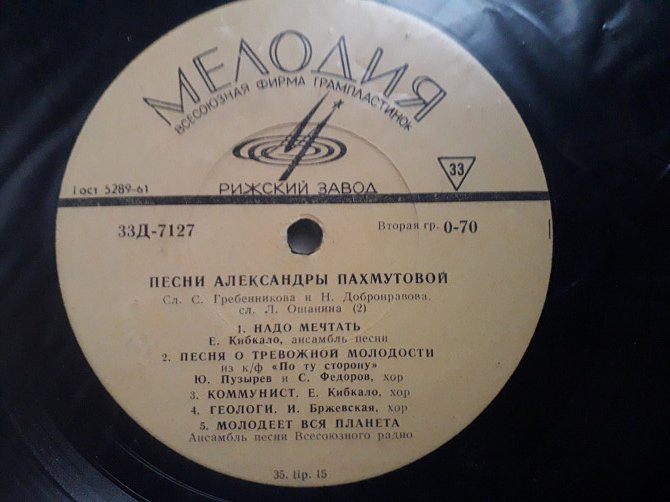 МЕЛОДИЯ
ВСЕСОЮЗНАЯ ФИРМА ГРАМПЛАСТИНОК
33
РИЖСКИЙ ЗАВОД
Гост 5289-61
33Д-7127
Вторая гр. 0-70
ПЕСНИ АЛЕКСАНДРЫ ПАХМУТОВОЙ
Сл. С. Гребенникова и Н. Добронравова,
сл. Л. Ошанина (2)
1. НАДО МЕЧТАТЬ
Е. Кибкало, ансамбль песни
2. ПЕСНЯ О ТРЕВОЖНОЙ МОЛОДОСТИ
из к/ф «По ту сторону»
Ю. Пузырев и С. Федоров, хор
3. КОММУНИСТ. Е. Кибкало, хор
4. ГЕОЛОГИ. И. Бржевская, хор
5. МОЛОДЕЕТ ВСЯ ПЛАНЕТА
Ансамбль песни Всесоюзного радио
35. tip. 15